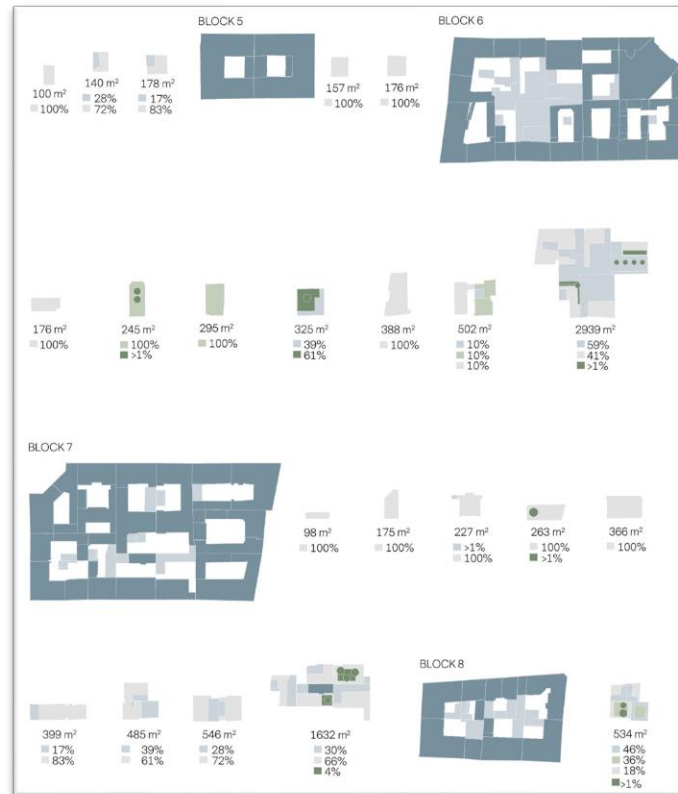 BLOCK 5
BLOCK 6
100 m²
100%
140 m²
28%
72%
178 m²
17%
83%
157 m²
100%
176 m²
100%
176 m²
100%
245 m²
100%
>1%
295 m²
100%
325 m²
39%
61%
388 m²
100%
502 m²
10%
10%
10%
2939 m²
59%
41%
>1%
BLOCK 7
98 m²
100%
175 m²
100%
227 m²
>1%
100%
263 m²
100%
>1%
366 m²
100%
BLOCK 8
399 m²
17%
83%
485 m²
39%
61%
546 m²
28%
72%
1632 m²
30%
66%
4%
534 m²
46%
36%
18%
>1%